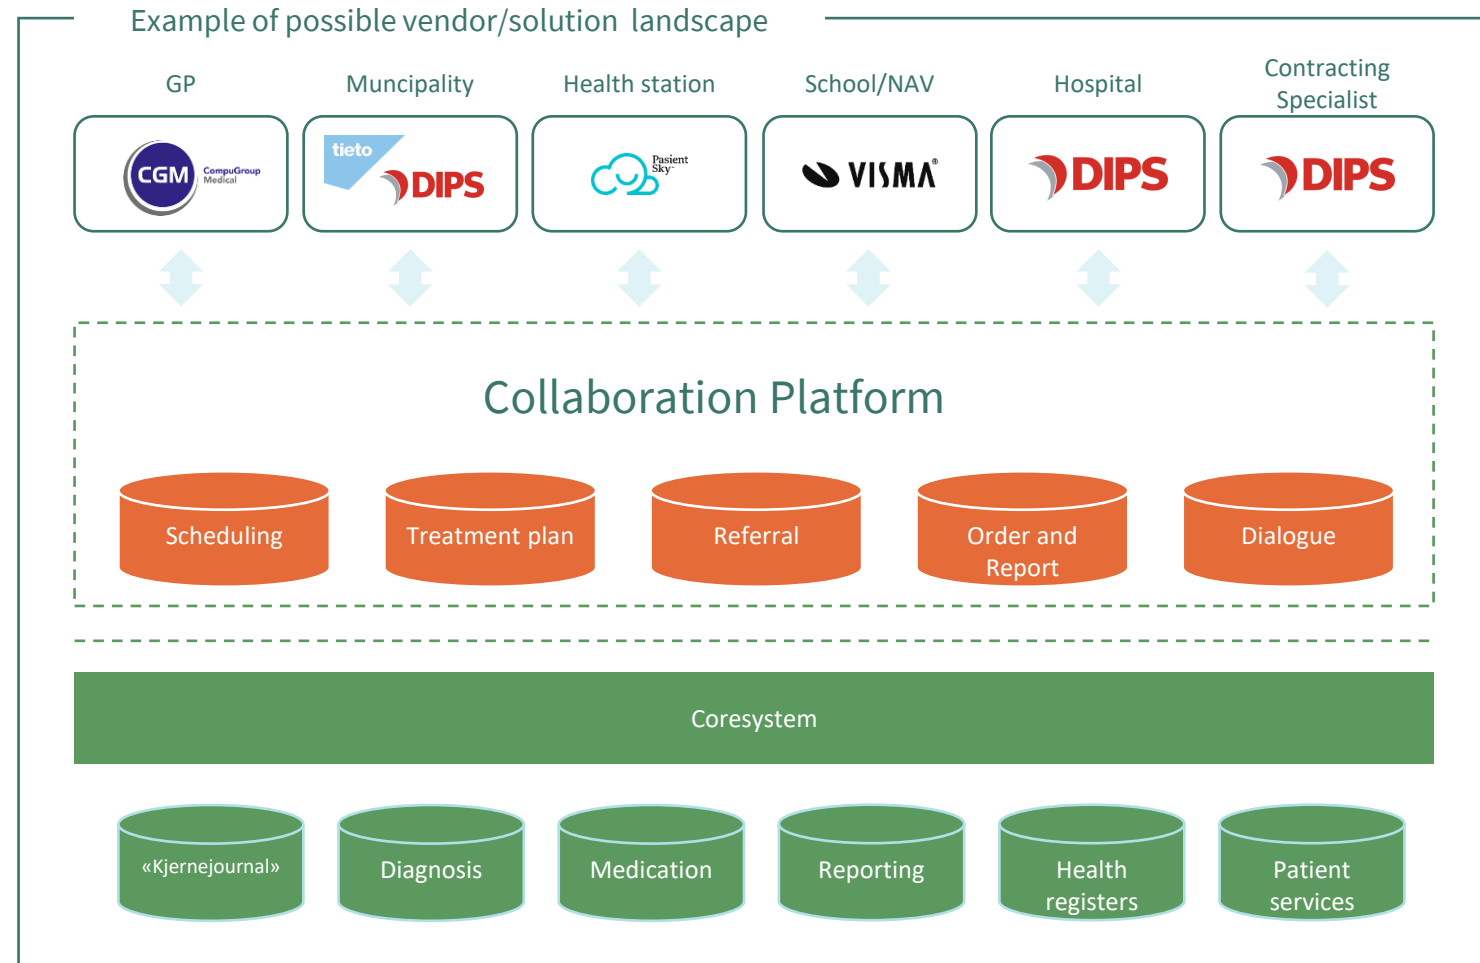 Example of possible vendor/solution landscape
GP
Muncipality
Health station
School/NAV
Hospital
Contracting
Specialist
CGM
CompuGroup
Medical
tieto
DIPS
Pasient
Sky
VISMA®
DIPS
DIPS
Collaboration Platform
Scheduling
Treatment plan
Referral
Order and
Report
Dialogue
Coresystem
«Kjernejournal»
Diagnosis
Medication
Reporting
Health
registers
Patient
services